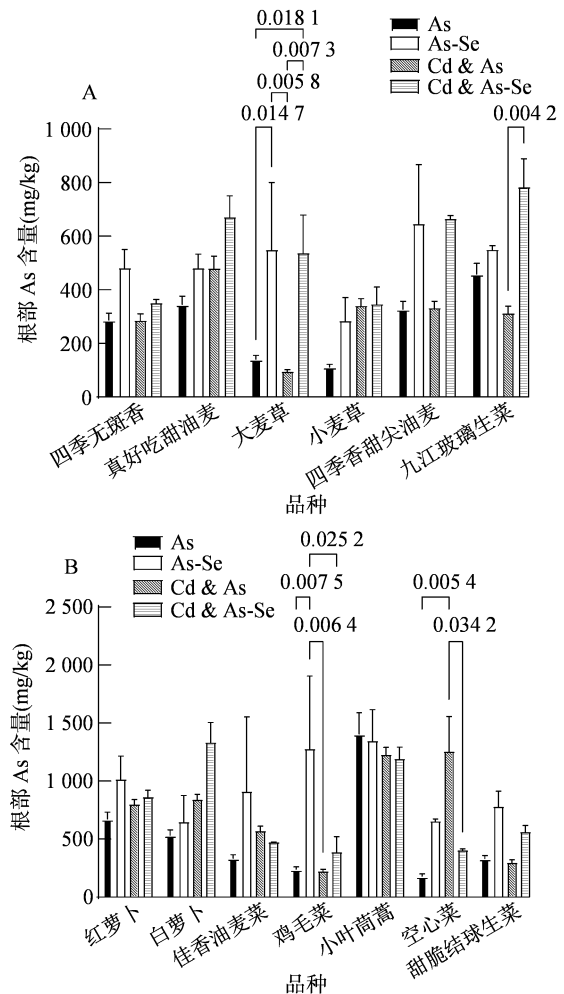 0.018 1
0.007 3
0.005 8
0.014 7
0.004 2
As
As-Se
Cd & As
Cd & As-Se
A
1 000
800
600
400
200
0
根部 As 含量(mg/kg)
四季无斑香
真好吃甜油麦
大麦草
小麦草
四季香甜尖油麦
九江玻璃生菜
品种
B
As
As-Se
Cd & As
Cd & As-Se
0.025 2
0.007 5
0.006 4
0.005 4
0.034 2
2 500
2 000
1 500
1 000
500
0
根部 As 含量(mg/kg)
红萝卜
白萝卜
佳香油麦菜
鸡毛菜
小叶茼蒿
空心菜
甜脆结球生菜
品种